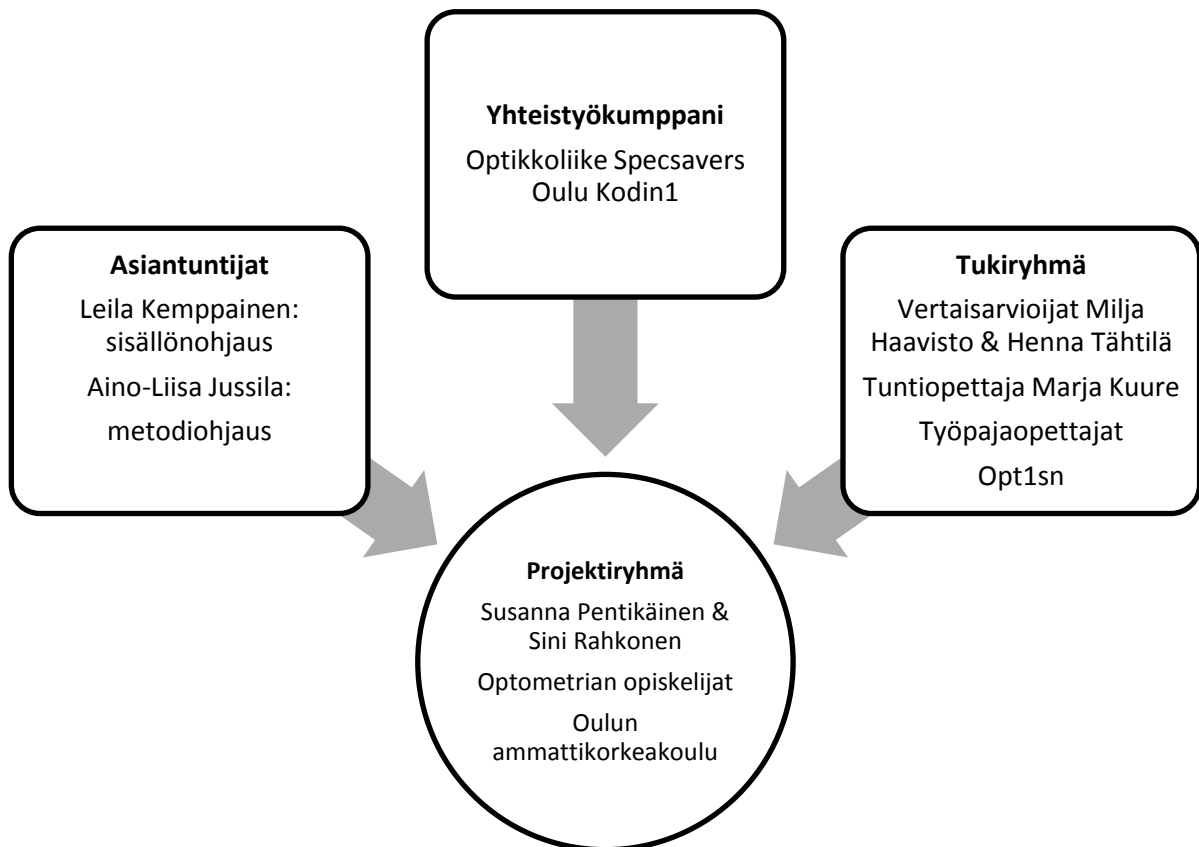 Yhteistyökumppani
Optikkoliike Specsavers
Oulu Kodin1
Asiantuntijat
Leila Kemppainen:
sisällönohjaus
Aino-Liisa Jussila:
metodiohjaus
Tukiryhmä
Vertaisarvioijat Milja
Haavisto & Henna Tähtilä
Tuntiopettaja Marja Kuure
Työpajaopettajat
Opt1sn
Projektiryhmä
Susanna Pentikäinen &
Sini Rahkonen
Optometrian opiskelijat
Oulun
ammattikorkeakoulu